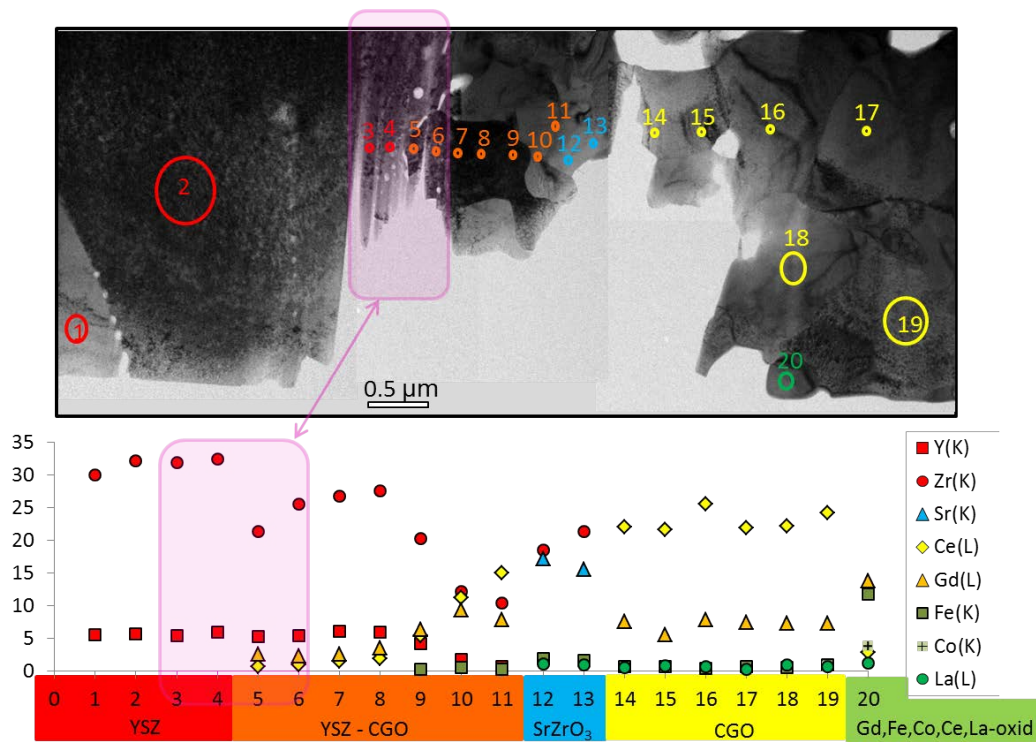 1
2
3
4
5
6
7
8
9
10
11
12
13
14
15
16
17
18
19
20
0.5 µm
35
30
25
20
15
10
5
0
Y(K)
Zr(K)
Sr(K)
Ce(L)
Gd(L)
Fe(K)
Co(K)
La(L)
0 1 2 3 4 5 6 7 8 9 10 11 12 13 14 15 16 17 18 19 20
YSZ YSZ - CGO SrZrO₃ CGO Gd,Fe,Co,Ce,La-oxid